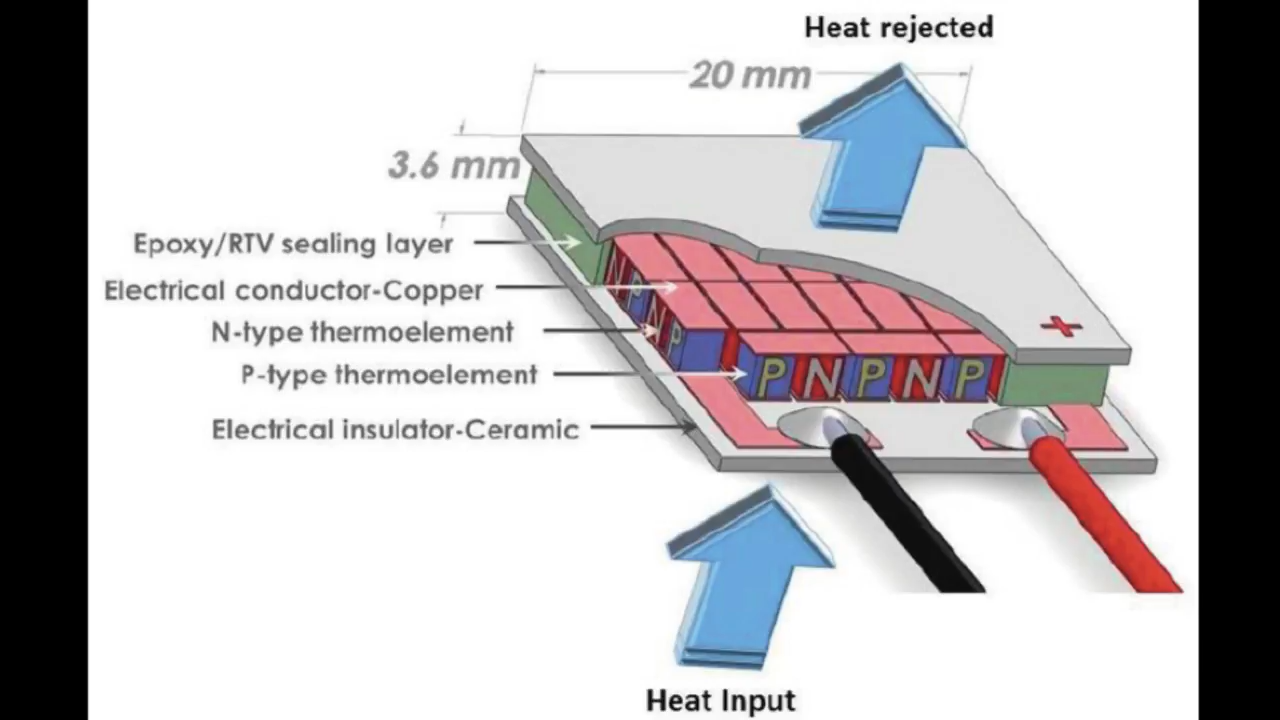 Heat rejected
20 mm
3.6 mm
Epoxy/RTV sealing layer
Electrical conductor-Copper
N-type thermoelement
P-type thermoelement
Electrical insulator-Ceramic
N P N P
P N P N P
+
Heat Input